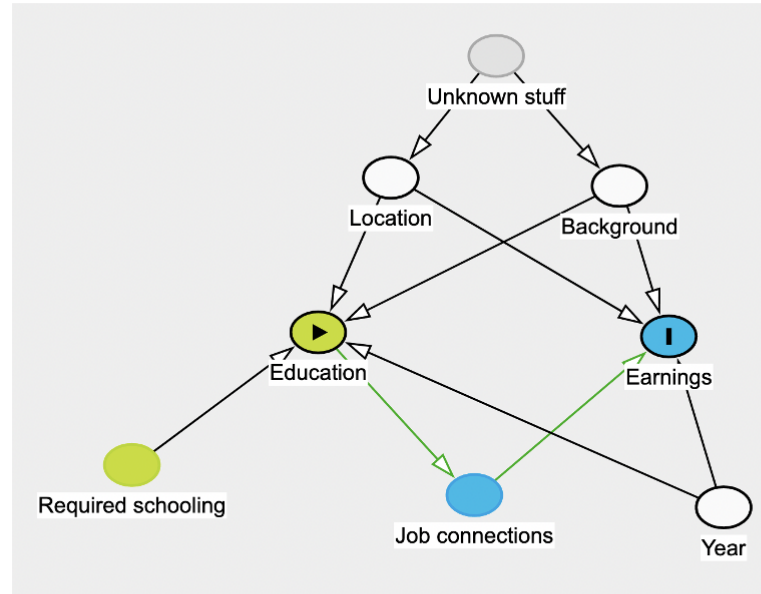 Unknown stuff
Location
Background
Education
Earnings
Required schooling
Job connections
Year